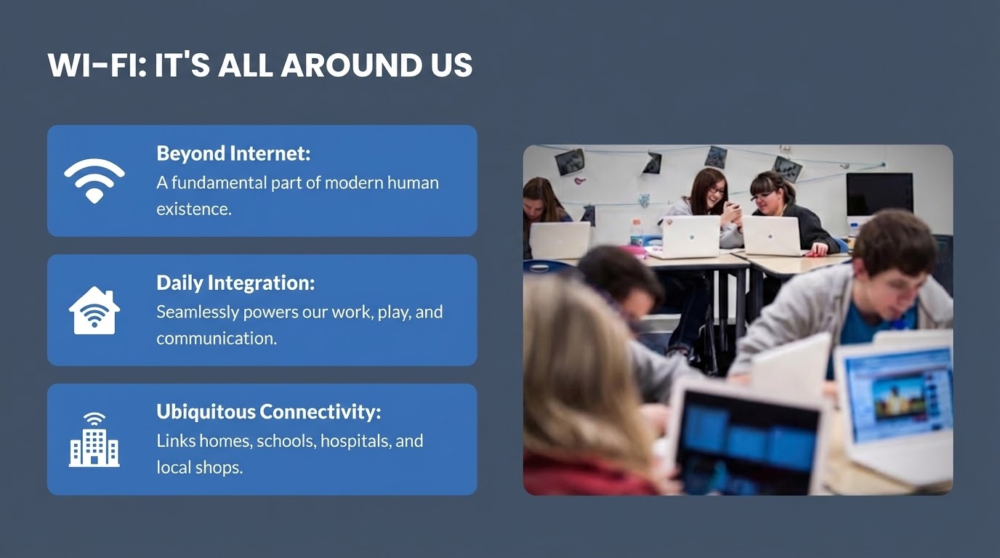 WI-FI: IT'S ALL AROUND US
Beyond Internet:
A fundamental part of modern human
existence.
Daily Integration:
Seamlessly powers our work, play, and
communication.
Ubiquitous Connectivity:
Links homes, schools, hospitals, and
local shops.